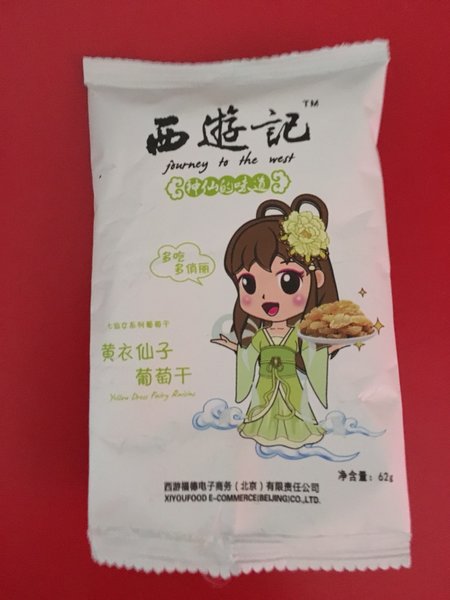 西遊記™
journey to the west
神仙的味道
多吃
多俏丽
七仙女系列葡萄干
黄衣仙子
葡萄干
Yellow Dress Fairy Raisins
西游福德电子商务（北京）有限责任公司
XIYOUFOOD E-COMMERCE(BEIJING)CO.,LTD.
净含量：62g